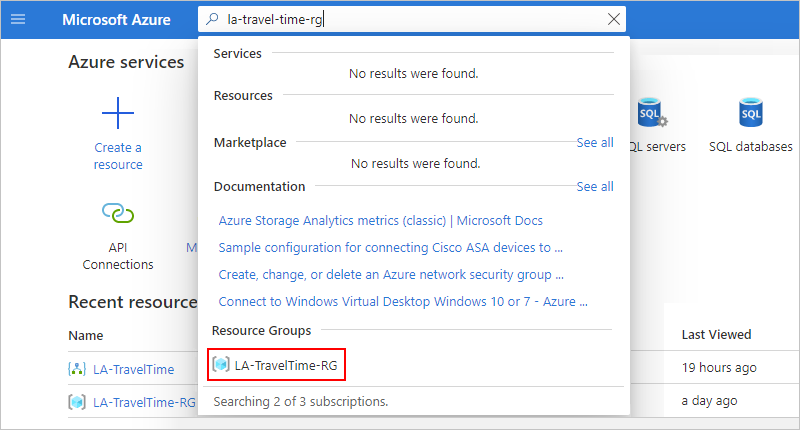 Microsoft Azure
la-travel-time-rg
Azure services
Create a
resource
API
Connections
M
Services
No results were found.
Resources
No results were found.
Marketplace
See all
No results were found.
Documentation
See all
Azure Storage Analytics metrics (classic) | Microsoft Docs
Sample configuration for connecting Cisco ASA devices to ...
Create, change, or delete an Azure network security group ...
Connect to Windows Virtual Desktop Windows 10 or 7 - Azure ...
Resource Groups
LA-TravelTime-RG
Searching 2 of 3 subscriptions.
SQL
QL servers
SQL
SQL databases
Recent resource
Name
Last Viewed
LA-TravelTime
19 hours ago
LA-TravelTime-RG
a day ago